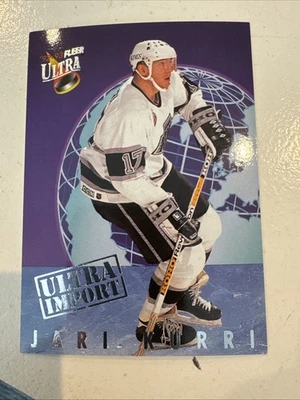 FLEER
ULTRA
17
ULTRA
IMPORT
JARI KURRI